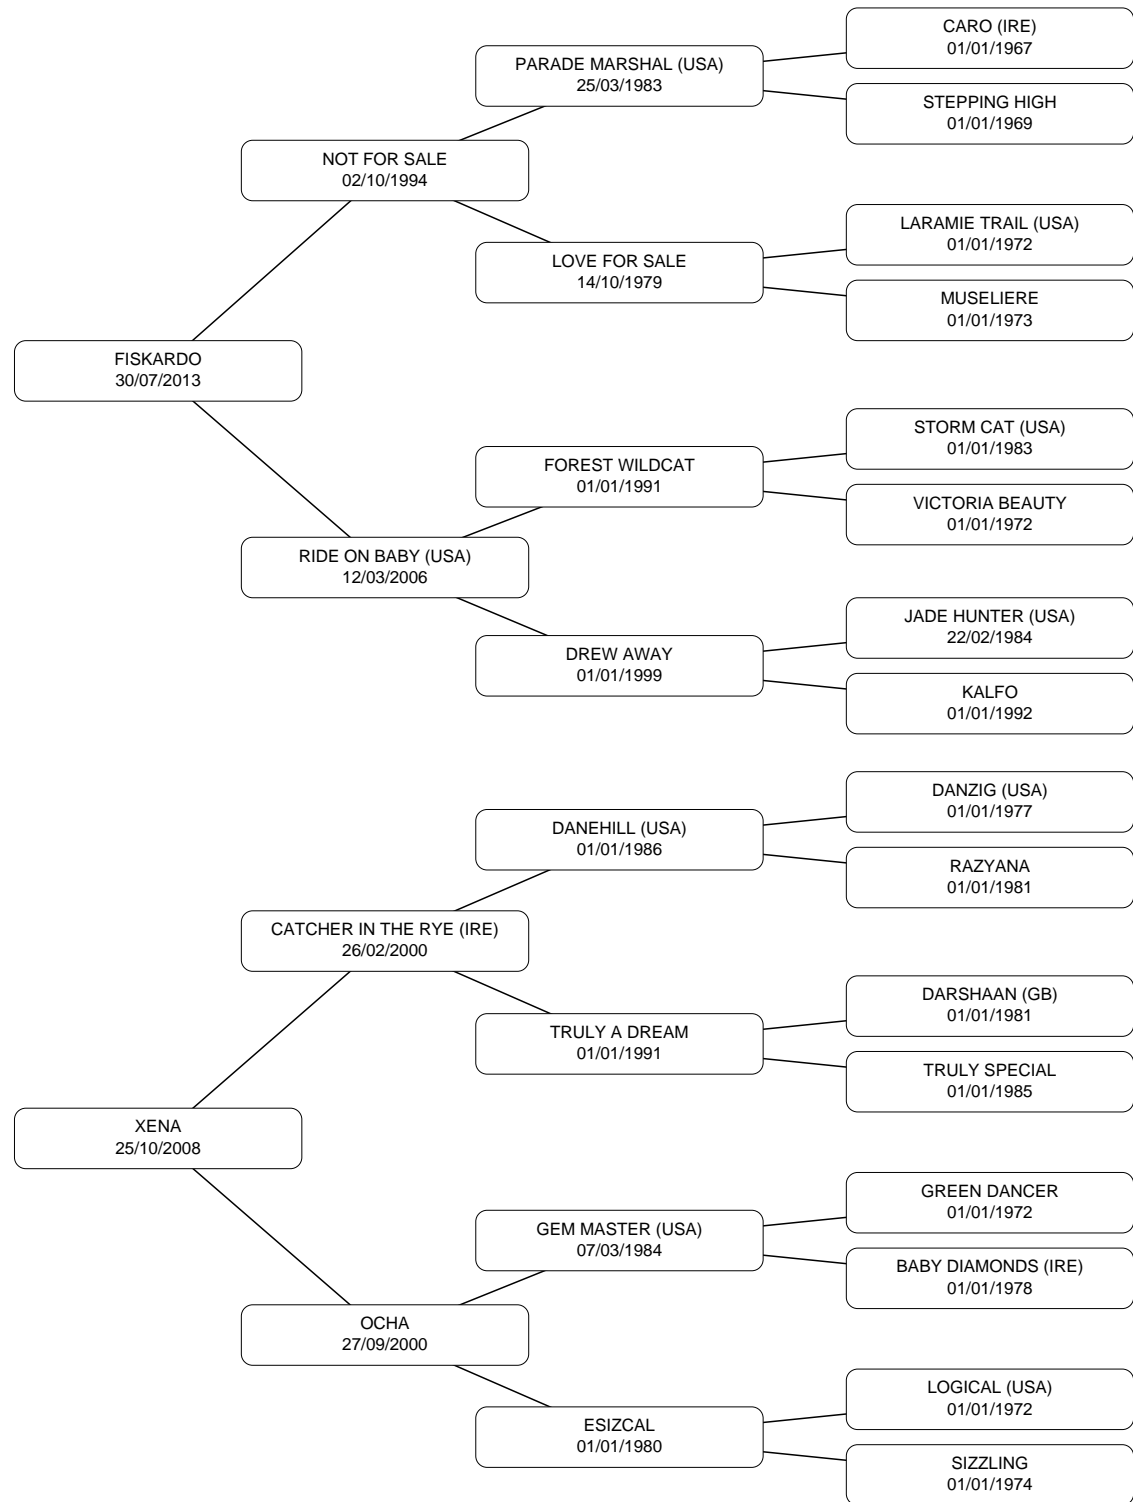 CARO (IRE)
01/01/1967
PARADE MARSHAL (USA)
25/03/1983
STEPPING HIGH
01/01/1969
NOT FOR SALE
02/10/1994
LARAMIE TRAIL (USA)
01/01/1972
LOVE FOR SALE
14/10/1979
MUSELIERE
01/01/1973
FISKARDO
30/07/2013
STORM CAT (USA)
01/01/1983
FOREST WILDCAT
01/01/1991
VICTORIA BEAUTY
01/01/1972
RIDE ON BABY (USA)
12/03/2006
JADE HUNTER (USA)
22/02/1984
DREW AWAY
01/01/1999
KALFO
01/01/1992
DANZIG (USA)
01/01/1977
DANEHILL (USA)
01/01/1986
RAZYANA
01/01/1981
CATCHER IN THE RYE (IRE)
26/02/2000
DARSHAAN (GB)
01/01/1981
TRULY A DREAM
01/01/1991
TRULY SPECIAL
01/01/1985
XENA
25/10/2008
GREEN DANCER
01/01/1972
GEM MASTER (USA)
07/03/1984
BABY DIAMONDS (IRE)
01/01/1978
OCHA
27/09/2000
LOGICAL (USA)
01/01/1972
ESIZCAL
01/01/1980
SIZZLING
01/01/1974